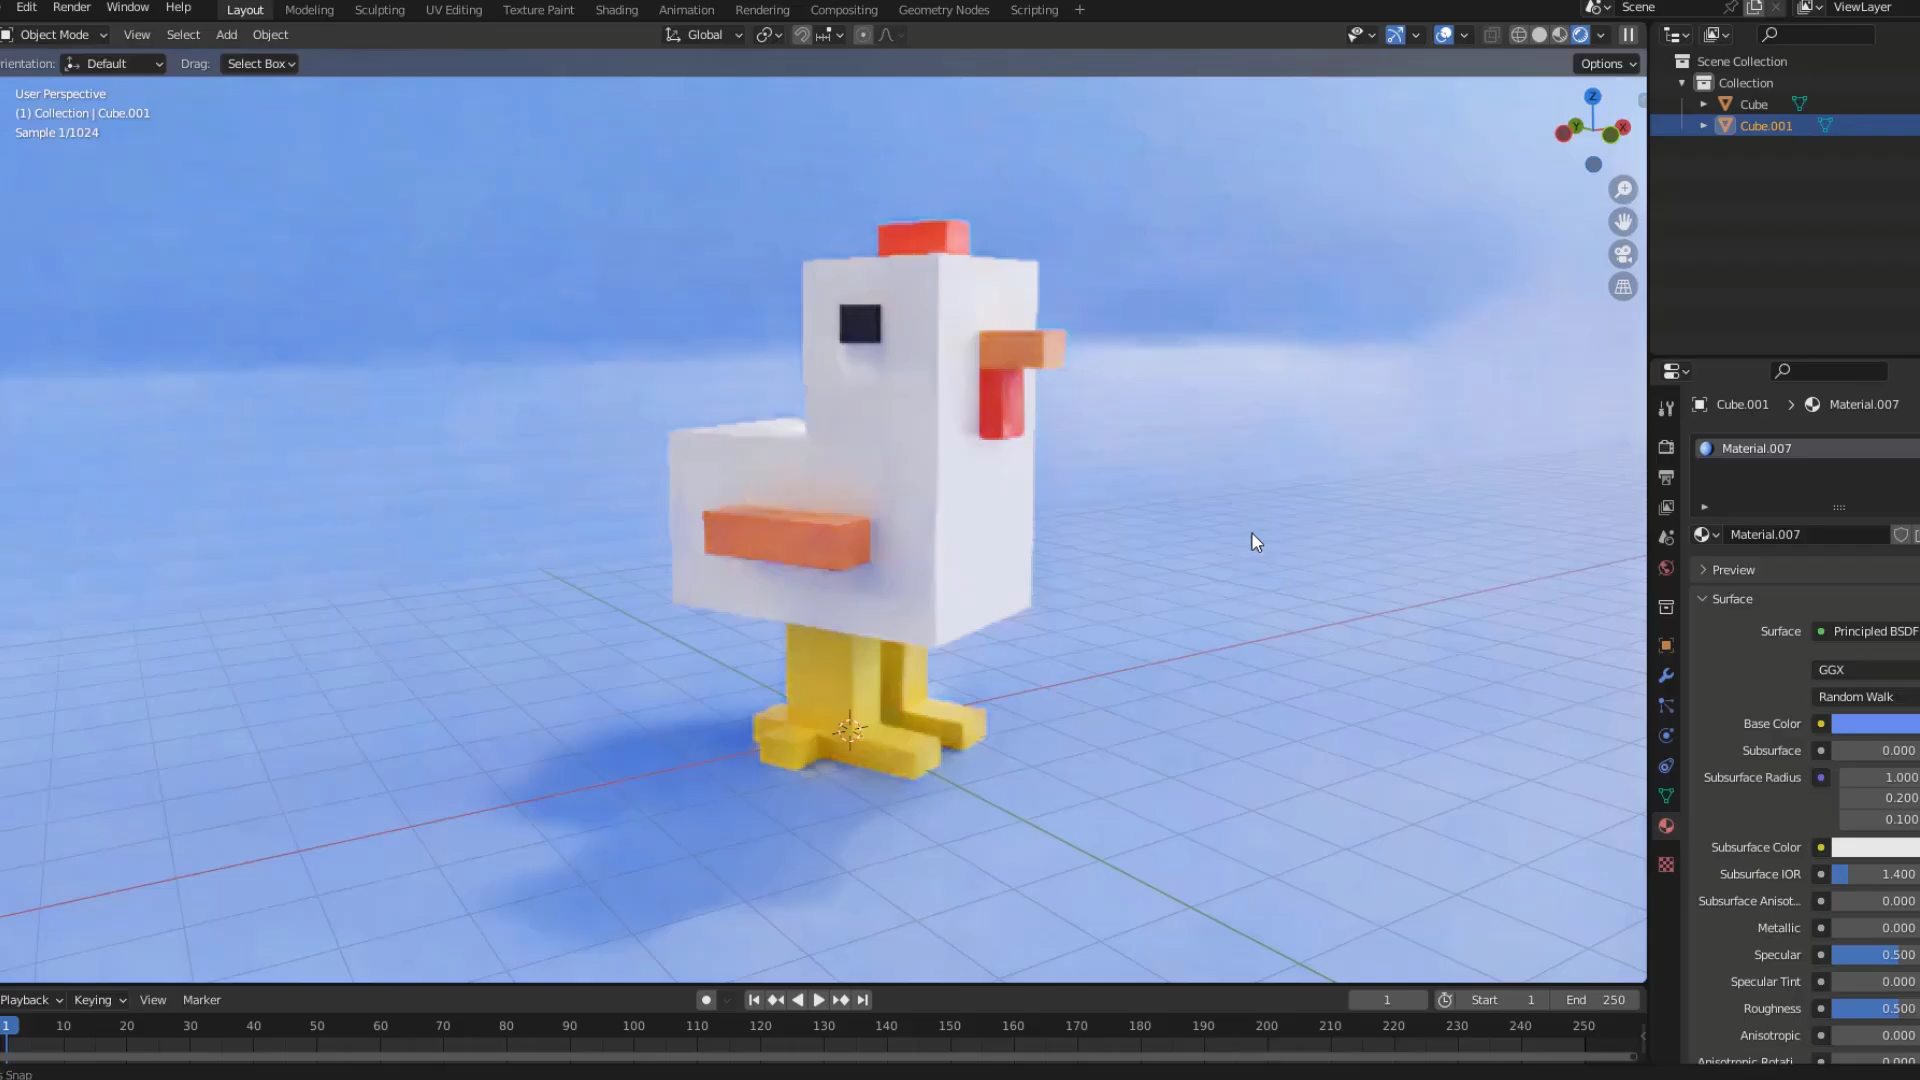 Edit Render Window Help Layout Modeling Sculpting UV Editing Texture Paint Shading Animation Rendering Compositing Geometry Nodes Scripting + Scene ViewLayer
Object Mode View Select Add Object Global
rientation: Default Drag: Select Box Options
User Perspective
(1) Collection | Cube.001
Sample 1/1024
Z
Y
X
Scene Collection
Collection
Cube
Cube.001
Cube.001 > Material.007
Material.007
Material.007
Preview
Surface
Surface Principled BSDF
GGX
Random Walk
Base Color
Subsurface 0.000
Subsurface Radius 1.000
0.200
0.100
Subsurface Color
Subsurface IOR 1.400
Subsurface Anisot... 0.000
Metallic 0.000
Specular 0.500
Specular Tint 0.000
Roughness 0.500
Anisotropic 0.000
Anisotropic Rotati... 0.000
Playback Keying View Marker 1 Start 1 End 250
1 10 20 30 40 50 60 70 80 90 100 110 120 130 140 150 160 170 180 190 200 210 220 230 240 250
Snap